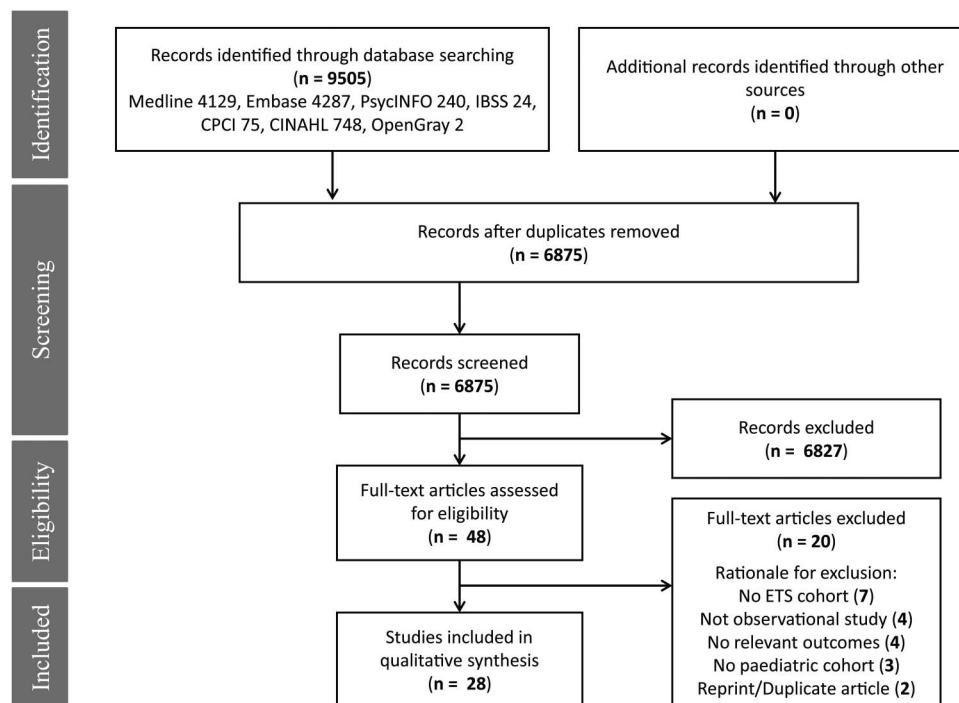 Identification
Records identified through database searching
(n = 9505)
Medline 4129, Embase 4287, PsycINFO 240, IBSS 24,
CPCI 75, CINAHL 748, OpenGray 2
Additional records identified through other
sources
(n = 0)
Screening
Records after duplicates removed
(n = 6875)
Records screened
(n = 6875)
Records excluded
(n = 6827)
Eligibility
Full-text articles assessed
for eligibility
(n = 48)
Full-text articles excluded
(n = 20)
Rationale for exclusion:
No ETS cohort (7)
Not observational study (4)
No relevant outcomes (4)
No paediatric cohort (3)
Reprint/Duplicate article (2)
Included
Studies included in
qualitative synthesis
(n = 28)